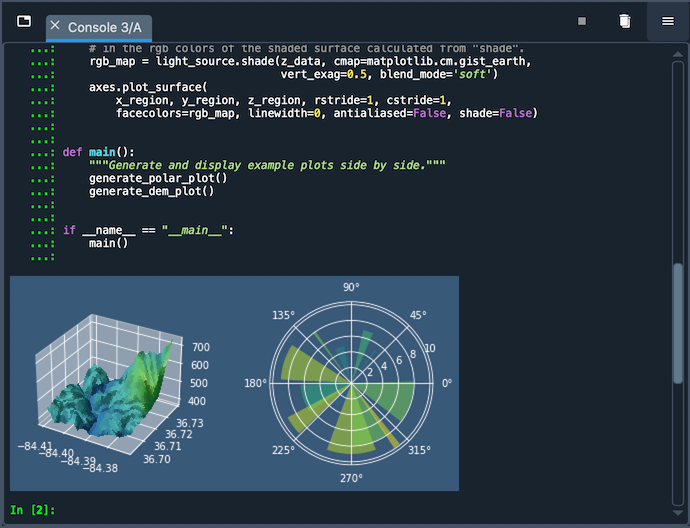 Console 3/A
...: # in the rgb colors of the shaded surface calculated from "shade".
...: rgb_map = light_source.shade(z_data, cmap=matplotlib.cm.gist_earth,
...: vert_exag=0.5, blend_mode='soft')
...: axes.plot_surface(
...: x_region, y_region, z_region, rstride=1, cstride=1,
...: facecolors=rgb_map, linewidth=0, antialiased=False, shade=False)
...:
...:
...: def main():
...: """Generate and display example plots side by side."""
...: generate_polar_plot()
...: generate_dem_plot()
...:
...:
...: if __name__ == "__main__":
...: main()
...:
700
600
500
400
36.73
36.72
36.71
36.70
−84.41
−84.40
−84.39
−84.38
90°
135°
45°
180°
0°
2 4 6 8 10
225°
315°
270°
In [2]: